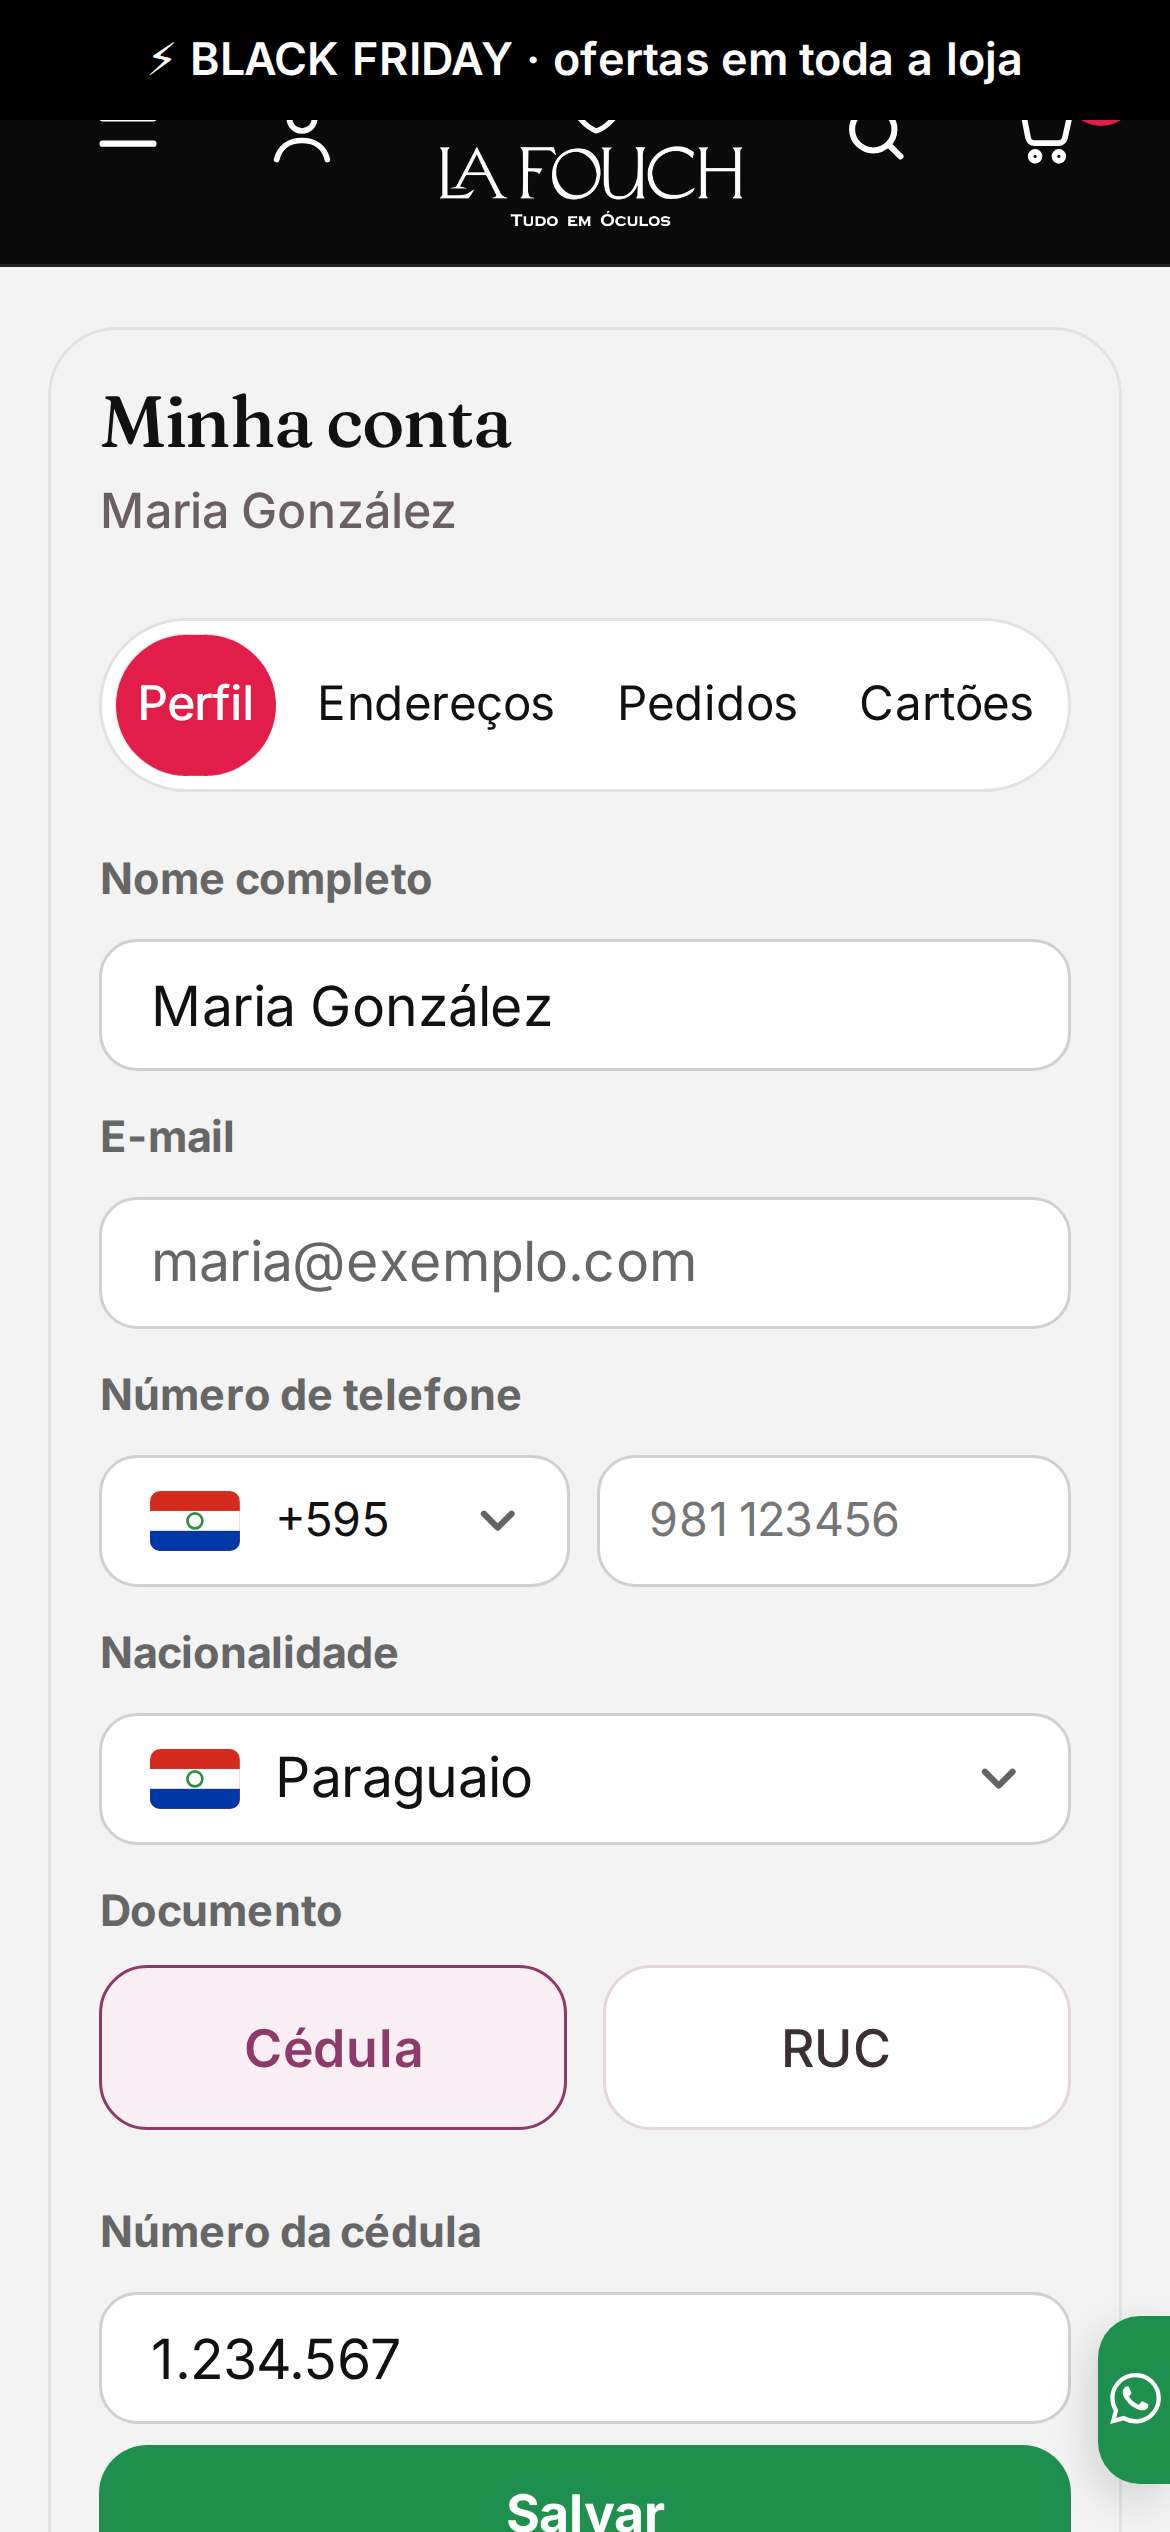 ⚡ BLACK FRIDAY · ofertas em toda a loja
LA FOUCH
TUDO EM ÓCULOS
Minha conta
Maria González
Perfil Endereços Pedidos Cartões
Nome completo
Maria González
E-mail
maria@exemplo.com
Número de telefone
+595 981 123456
Nacionalidade
Paraguaio
Documento
Cédula RUC
Número da cédula
1.234.567
Salvar